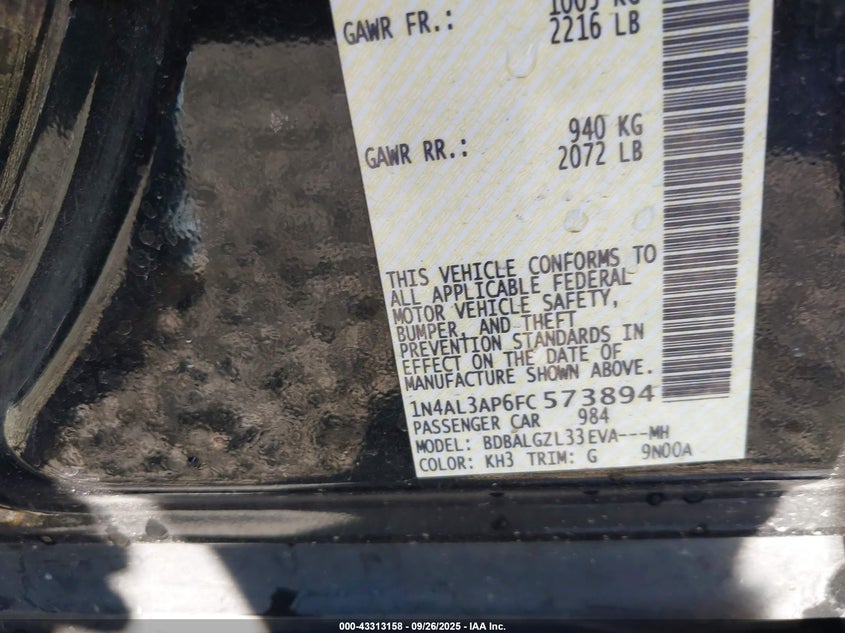 GAWR FR.: 2216 LB
940 KG
GAWR RR.: 2072 LB
THIS VEHICLE CONFORMS TO
ALL APPLICABLE FEDERAL
MOTOR VEHICLE SAFETY,
BUMPER, AND THEFT
PREVENTION STANDARDS IN
EFFECT ON THE DATE OF
MANUFACTURE SHOWN ABOVE.
1N4AL3AP6FC573894
PASSENGER CAR 984
MODEL: BDBALGZL33EVA---MH
COLOR: KH3 TRIM: G 9N00A
000-43313158 - 09/26/2025 - IAA Inc.